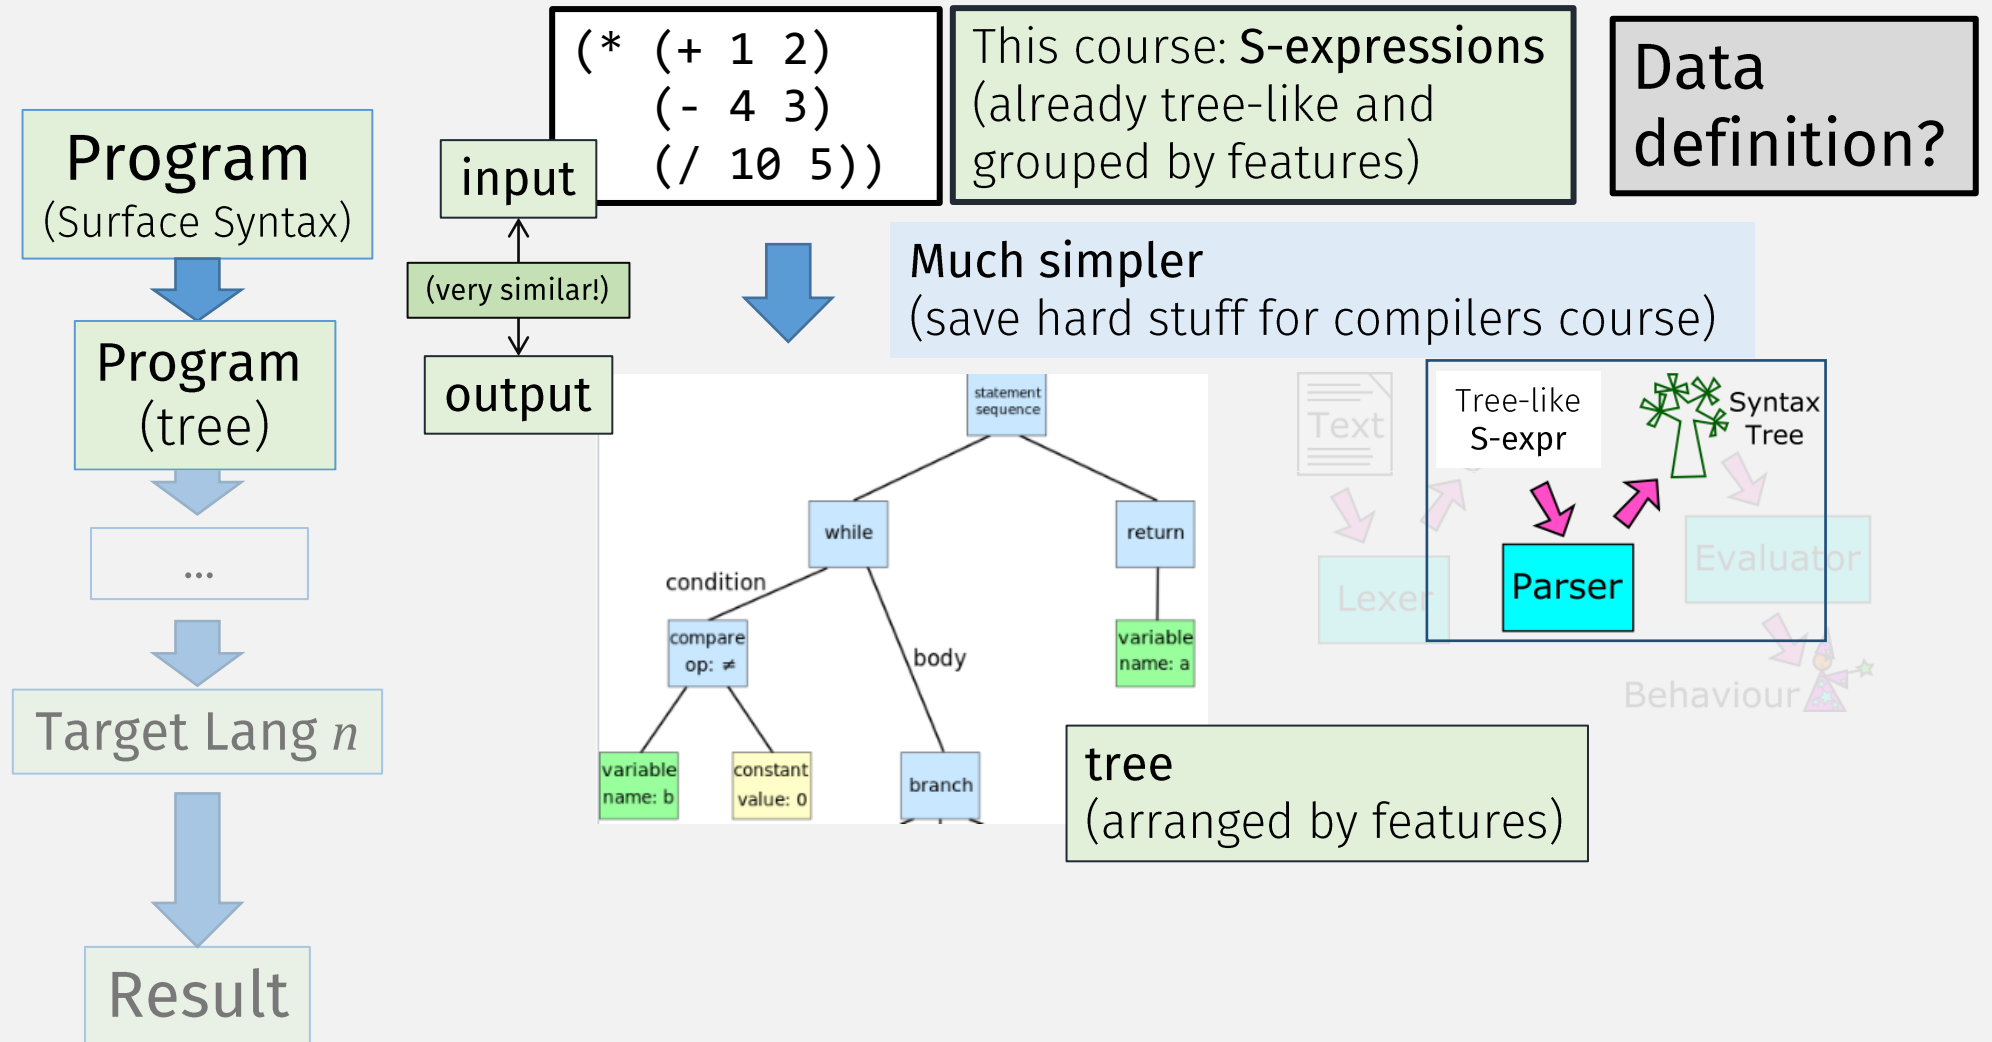 Program
(Surface Syntax)
Program
(tree)
...
Target Lang n
Result
input
(very similar!)
output
(* (+ 1 2)
(- 4 3)
(/ 10 5))
This course: S-expressions
(already tree-like and
grouped by features)
Data
definition?
Much simpler
(save hard stuff for compilers course)
statement
sequence
while
return
condition
compare
op: ≠
body
variable
name: a
variable
name: b
constant
value: 0
branch
tree
(arranged by features)
Text
Tree-like
S-expr
Syntax
Tree
Lexer
Parser
Evaluator
Behaviour